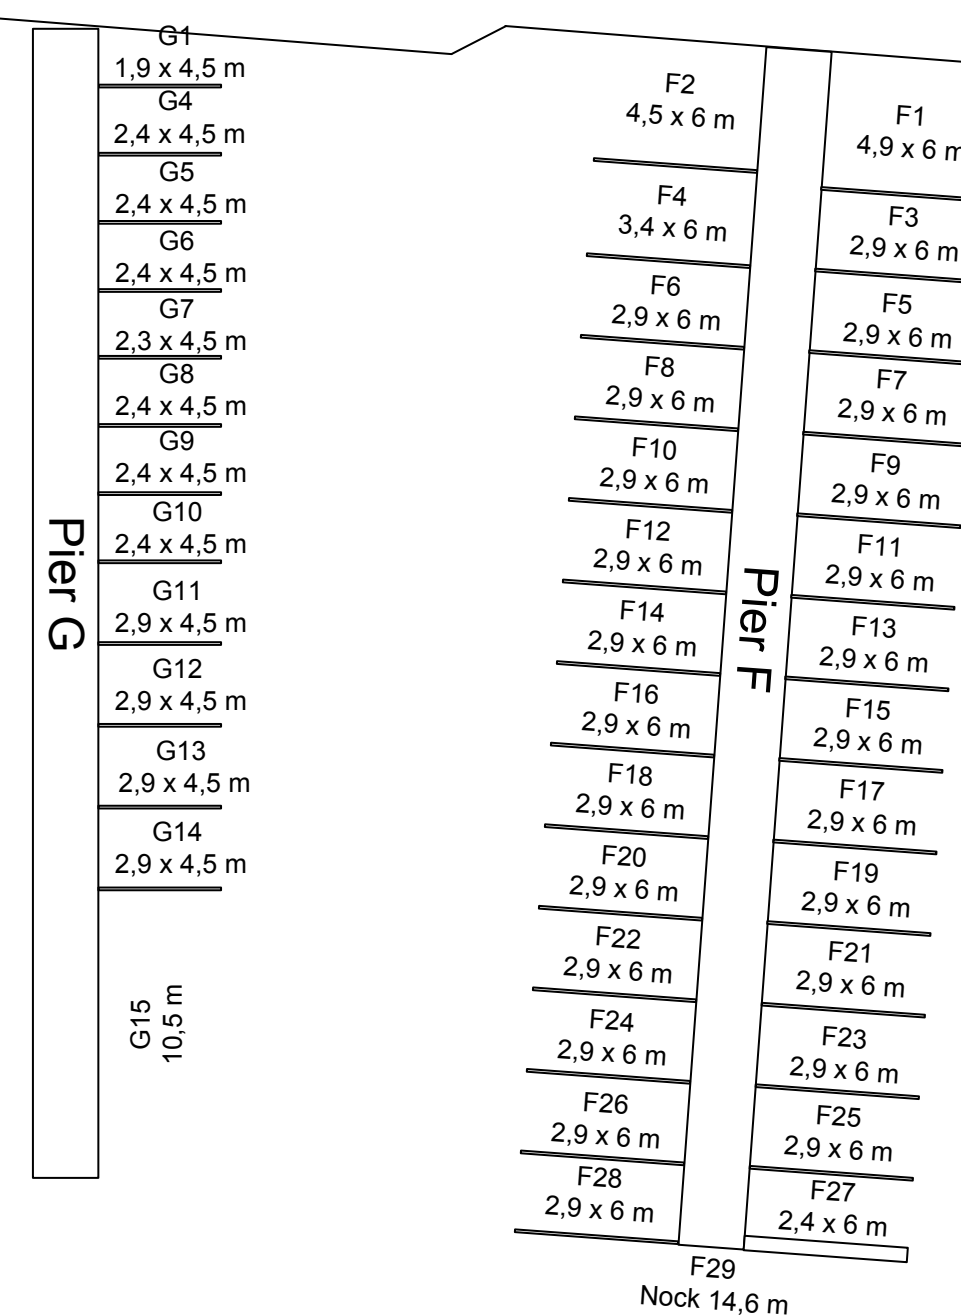 G1
1,9 x 4,5 m
G4
2,4 x 4,5 m
G5
2,4 x 4,5 m
G6
2,4 x 4,5 m
G7
2,3 x 4,5 m
G8
2,4 x 4,5 m
G9
2,4 x 4,5 m
G10
2,4 x 4,5 m
G11
2,9 x 4,5 m
G12
2,9 x 4,5 m
G13
2,9 x 4,5 m
G14
2,9 x 4,5 m
G15
10,5 m
Pier G
F2
4,5 x 6 m
F4
3,4 x 6 m
F6
2,9 x 6 m
F8
2,9 x 6 m
F10
2,9 x 6 m
F12
2,9 x 6 m
F14
2,9 x 6 m
F16
2,9 x 6 m
F18
2,9 x 6 m
F20
2,9 x 6 m
F22
2,9 x 6 m
F24
2,9 x 6 m
F26
2,9 x 6 m
F28
2,9 x 6 m
Pier F
F1
4,9 x 6 m
F3
2,9 x 6 m
F5
2,9 x 6 m
F7
2,9 x 6 m
F9
2,9 x 6 m
F11
2,9 x 6 m
F13
2,9 x 6 m
F15
2,9 x 6 m
F17
2,9 x 6 m
F19
2,9 x 6 m
F21
2,9 x 6 m
F23
2,9 x 6 m
F25
2,9 x 6 m
F27
2,4 x 6 m
F29
Nock 14,6 m